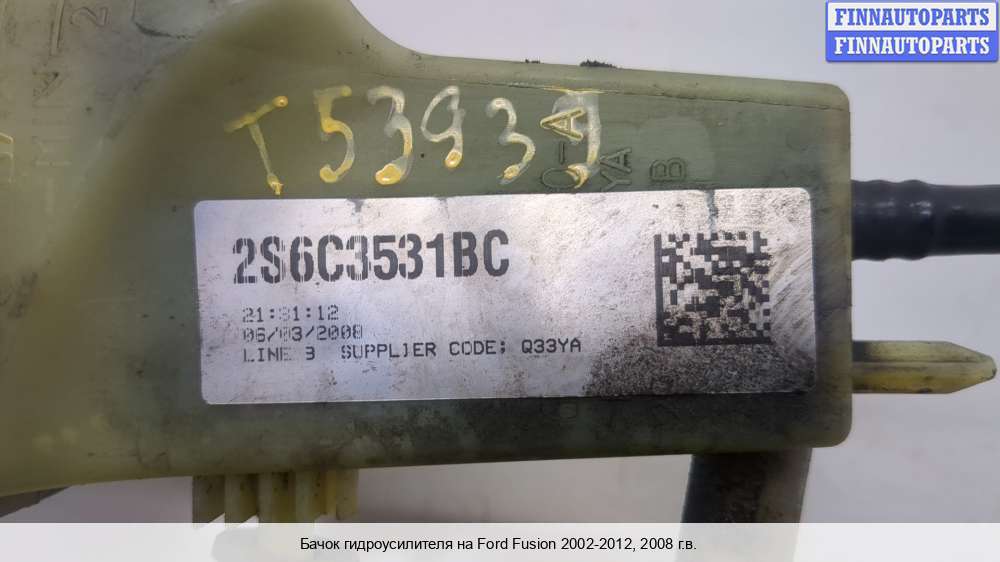 FINNAUTOPARTS
FINNAUTOPARTS
T53939
2S6C3531BC
21:31:12
06/03/2008
LINE 3 SUPPLIER CODE; Q33YA
Бачок гидроусилителя на Ford Fusion 2002-2012, 2008 г.в.